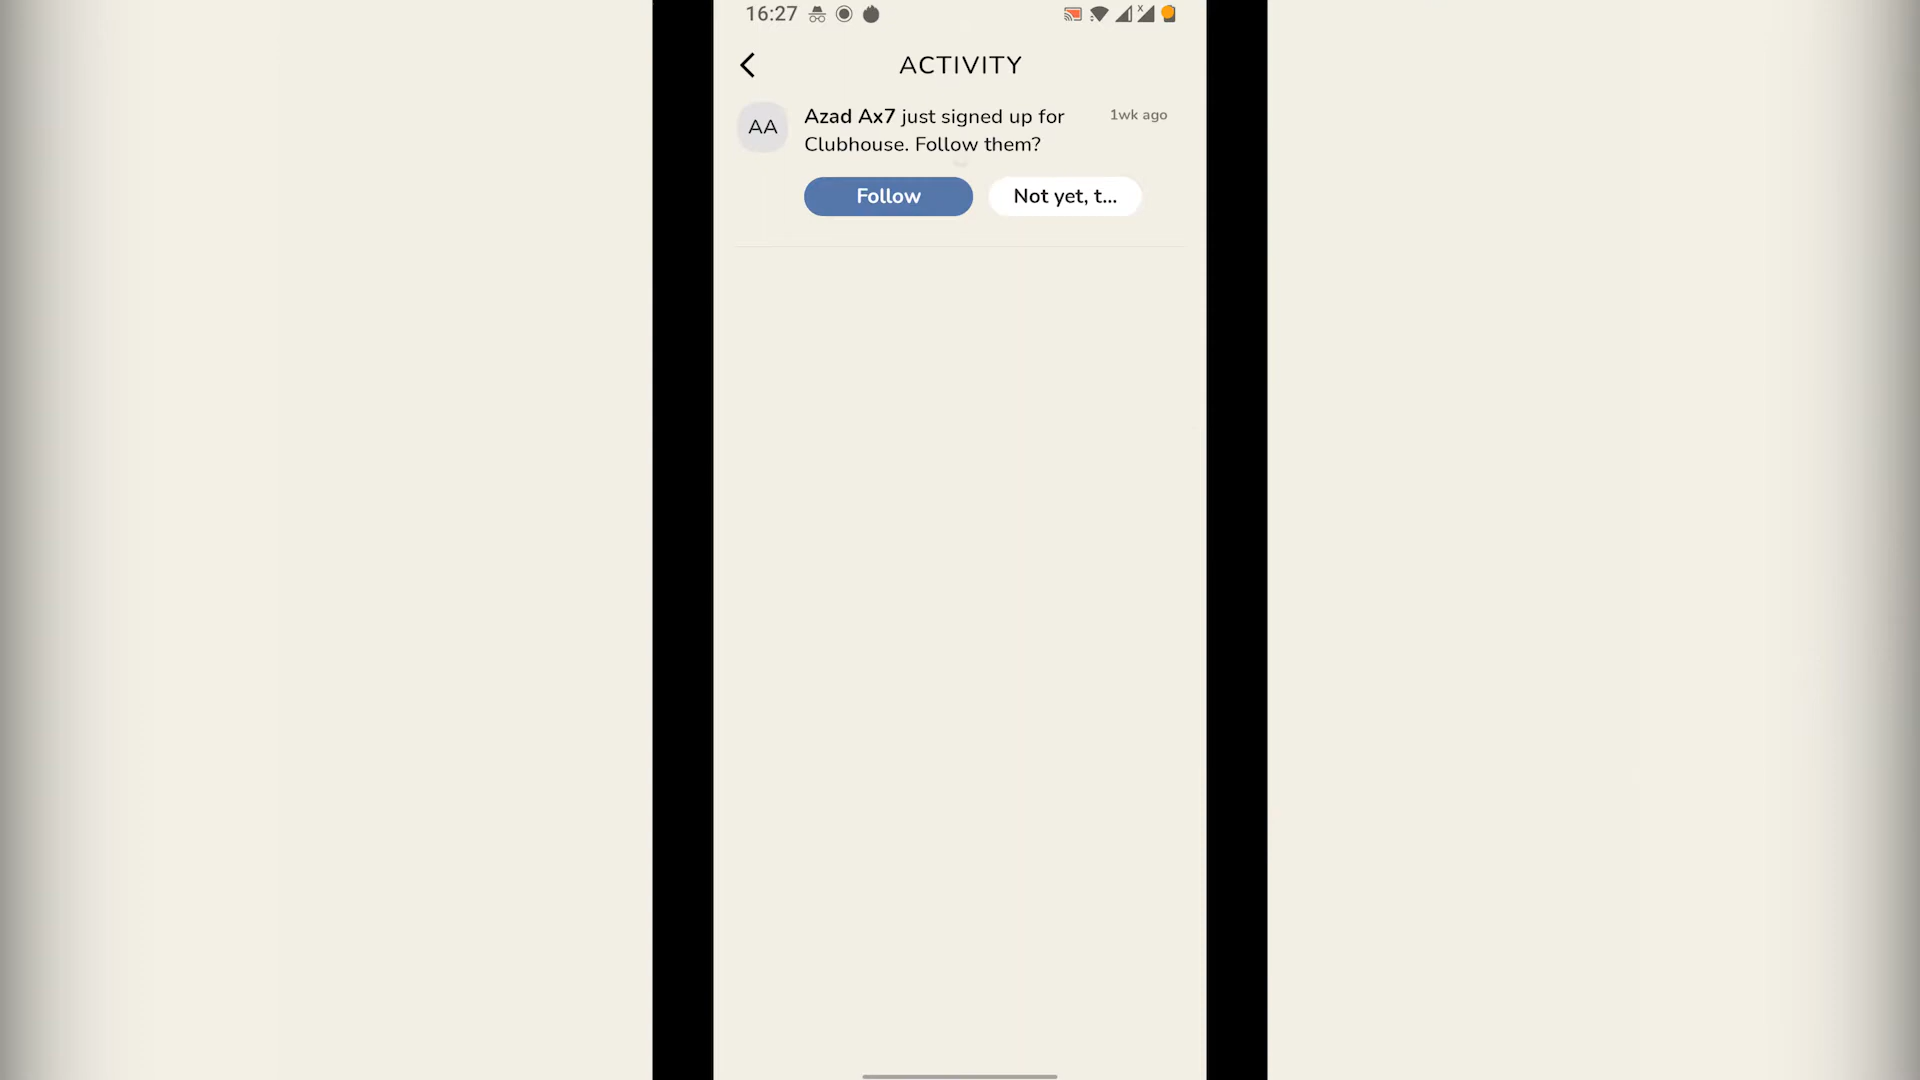 16:27
ACTIVITY
AA
Azad Ax7 just signed up for
1wk ago
Clubhouse. Follow them?
Follow
Not yet, t...